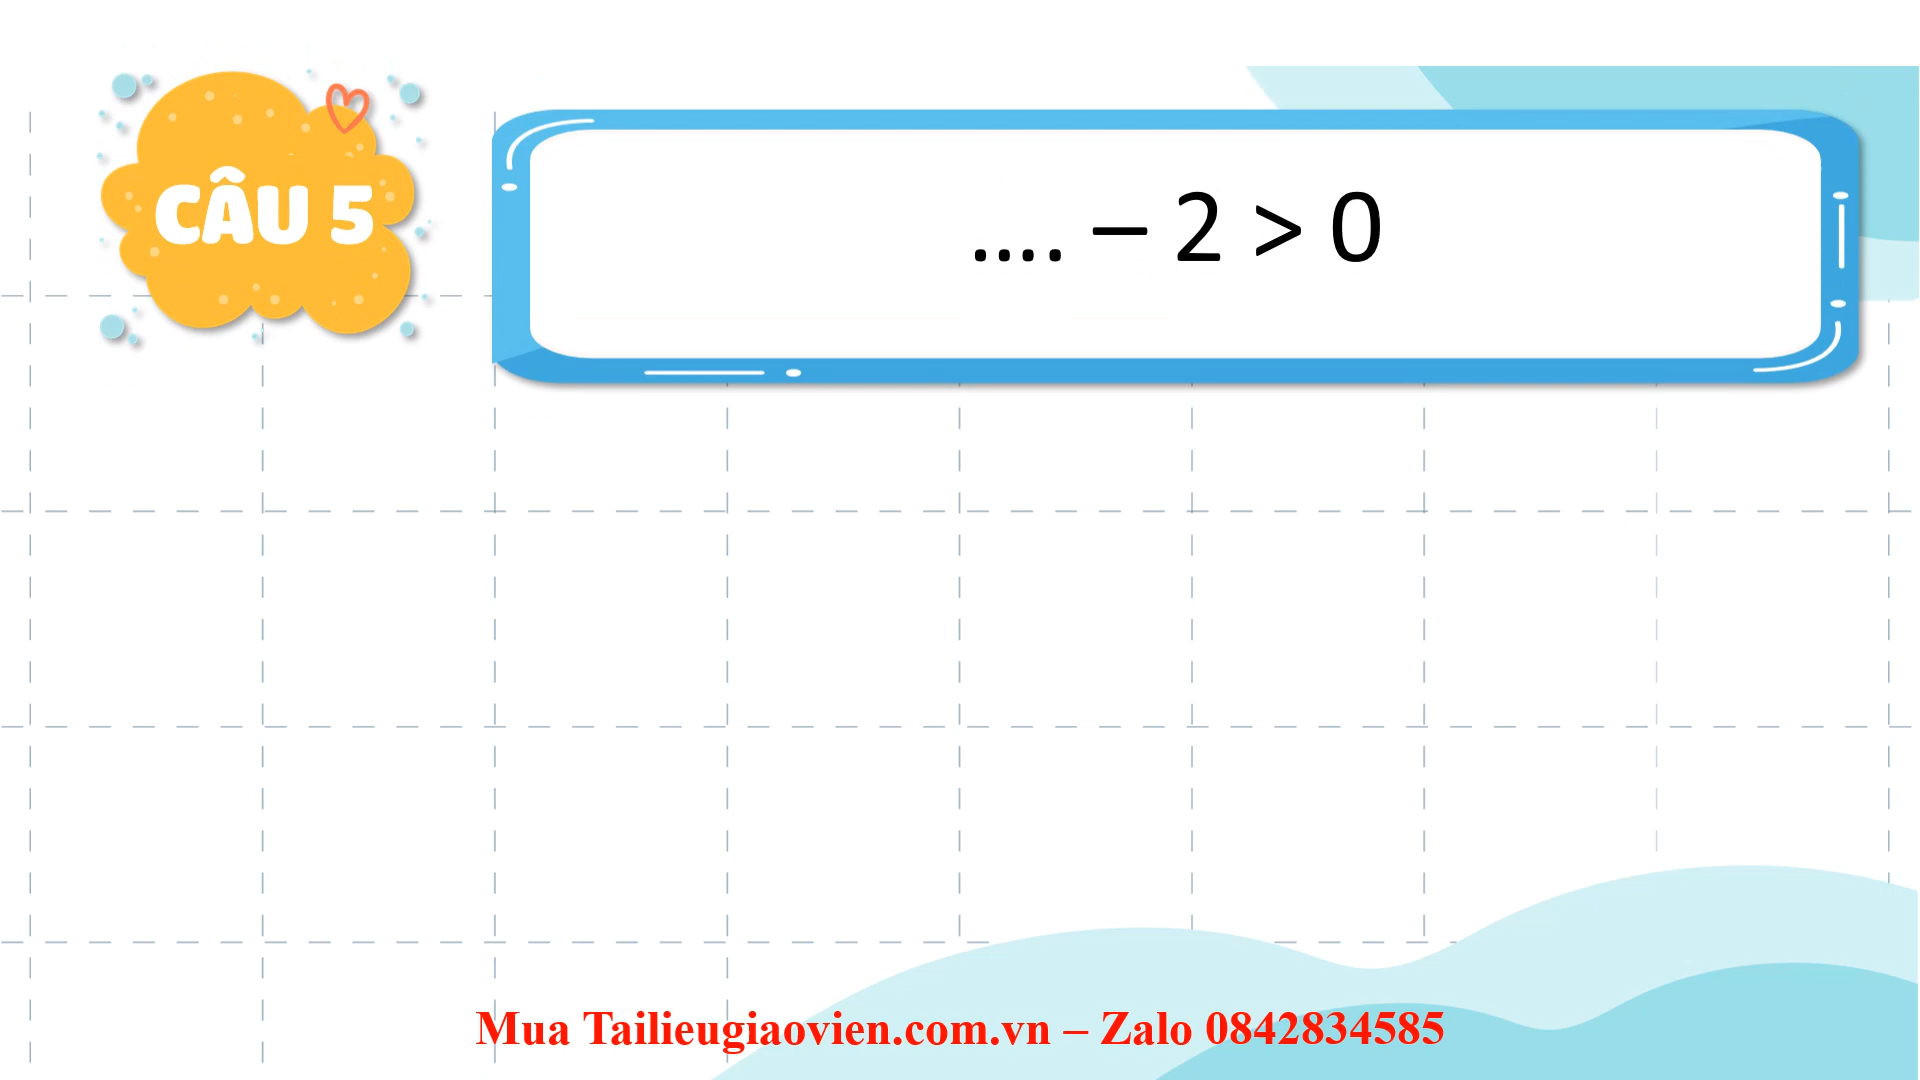 CÂU 5
.... – 2 > 0
Mua Tailieugiaovien.com.vn – Zalo 0842834585